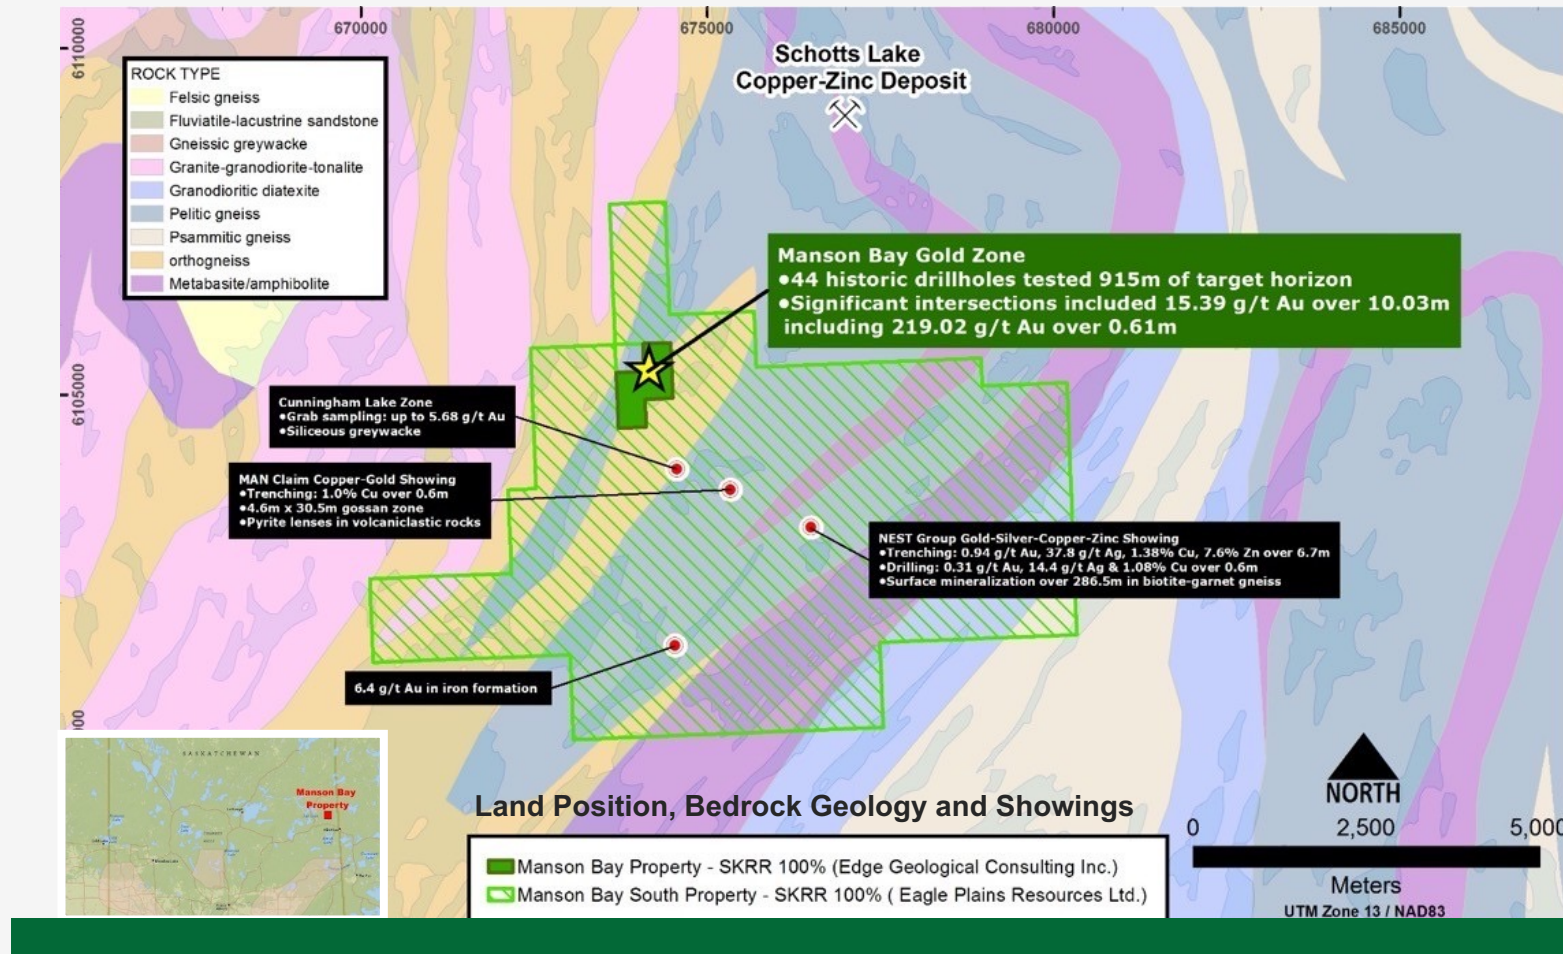 670000
675000
680000
685000
6110000
6105000
ROCK TYPE
Felsic gneiss
Fluviatile-lacustrine sandstone
Gneissic greywacke
Granite-granodiorite-tonalite
Granodioritic diatexite
Pelitic gneiss
Psammitic gneiss
orthogneiss
Metabasite/amphibolite
Schotts Lake
Copper-Zinc Deposit
Manson Bay Gold Zone
•44 historic drillholes tested 915m of target horizon
•Significant intersections included 15.39 g/t Au over 10.03m
including 219.02 g/t Au over 0.61m
Cunningham Lake Zone
•Grab sampling: up to 5.68 g/t Au
•Siliceous greywacke
MAN Claim Copper-Gold Showing
•Trenching: 1.0% Cu over 0.6m
•4.6m x 30.5m gossan zone
•Pyrite lenses in volcaniclastic rocks
NEST Group Gold-Silver-Copper-Zinc Showing
•Trenching: 0.94 g/t Au, 37.8 g/t Ag, 1.38% Cu, 7.6% Zn over 6.7m
•Drilling: 0.31 g/t Au, 14.4 g/t Ag & 1.08% Cu over 0.6m
•Surface mineralization over 286.5m in biotite-garnet gneiss
6.4 g/t Au in iron formation
SASKATCHEWAN
Manson Bay
Property
Land Position, Bedrock Geology and Showings
Manson Bay Property - SKRR 100% (Edge Geological Consulting Inc.)
Manson Bay South Property - SKRR 100% ( Eagle Plains Resources Ltd.)
NORTH
0 2,500 5,000
Meters
UTM Zone 13 / NAD83